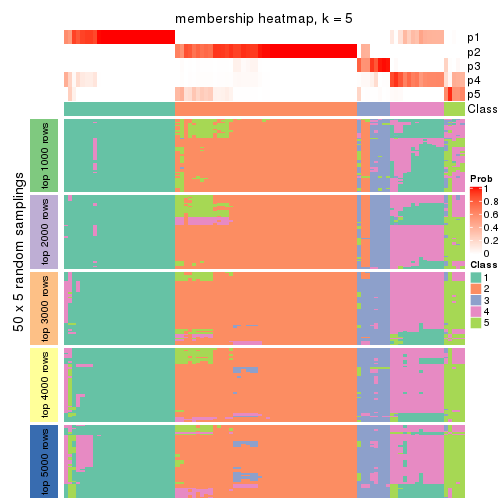 membership heatmap, k = 5
p1
p2
p3
p4
p5
Class
50 x 5 random samplings
top 1000 rows
top 2000 rows
top 3000 rows
top 4000 rows
top 5000 rows
Prob
1
0.8
0.6
0.4
0.2
0
Class
1
2
3
4
5